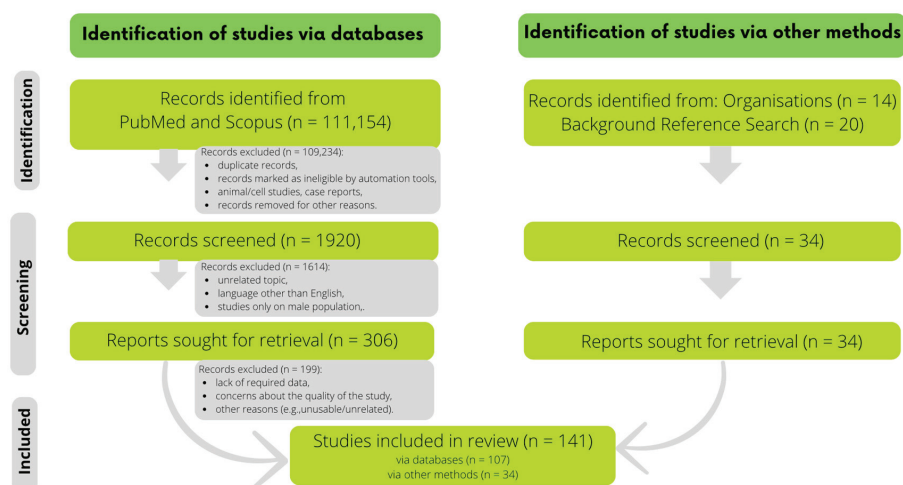 Identification of studies via databases
Identification of studies via other methods
Identification
Records identified from
PubMed and Scopus (n = 111,154)
Records identified from: Organisations (n = 14)
Background Reference Search (n = 20)
Records excluded (n = 109,234):
• duplicate records,
• records marked as ineligible by automation tools,
• animal/cell studies, case reports,
• records removed for other reasons.
Screening
Records screened (n = 1920)
Records screened (n = 34)
Records excluded (n = 1614):
• unrelated topic,
• language other than English,
• studies only on male population,.
Reports sought for retrieval (n = 306)
Reports sought for retrieval (n = 34)
Records excluded (n = 199):
• lack of required data,
• concerns about the quality of the study,
• other reasons (e.g.,unusable/unrelated).
Included
Studies included in review (n = 141)
via databases (n = 107)
via other methods (n = 34)